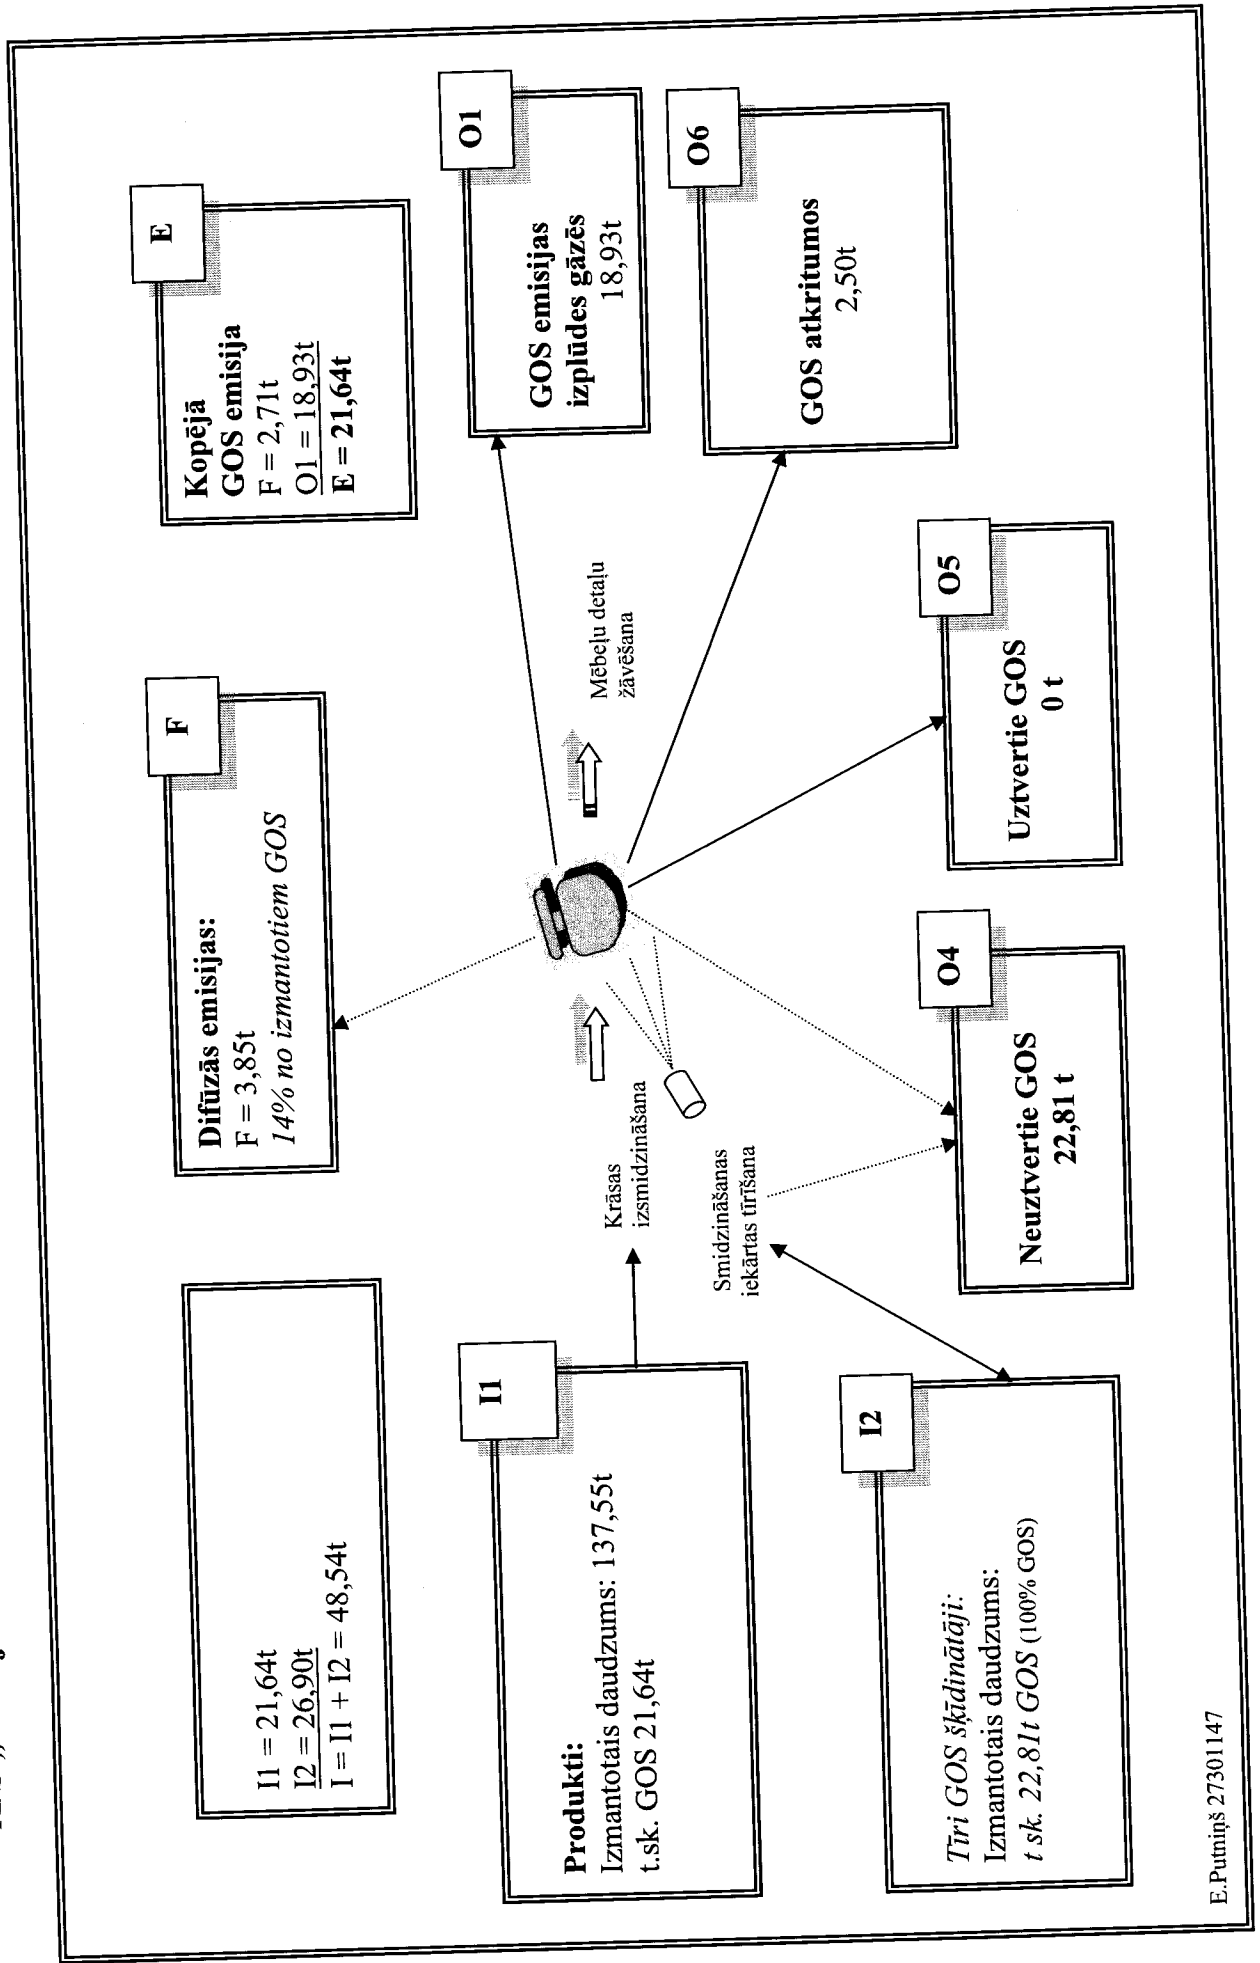 I1 = 21,64t
I2 = 26,90t
I = I1 + I2 = 48,54t
F
Difūzās emisijas:
F = 3,85t
14% no izmantotiem GOS
E
Kopējā
GOS emisija
F = 2,71t
O1 = 18,93t
E = 21,64t
I1
Produkti:
Izmantotais daudzums: 137,55t
t.sk. GOS 21,64t
Krāsas
izsmidzināšana
Mēbeļu detaļu
žāvēšana
O1
GOS emisijas
izplūdes gāzēs
18,93t
Smidzināšanas
iekārtas tīrīšana
O6
GOS atkritumos
2,50t
I2
Tīri GOS šķīdinātāji:
Izmantotais daudzums:
t sk. 22,81t GOS (100% GOS)
O4
Neuztvertie GOS
22,81 t
O5
Uztvertie GOS
0 t
E.Putniņš 27301147